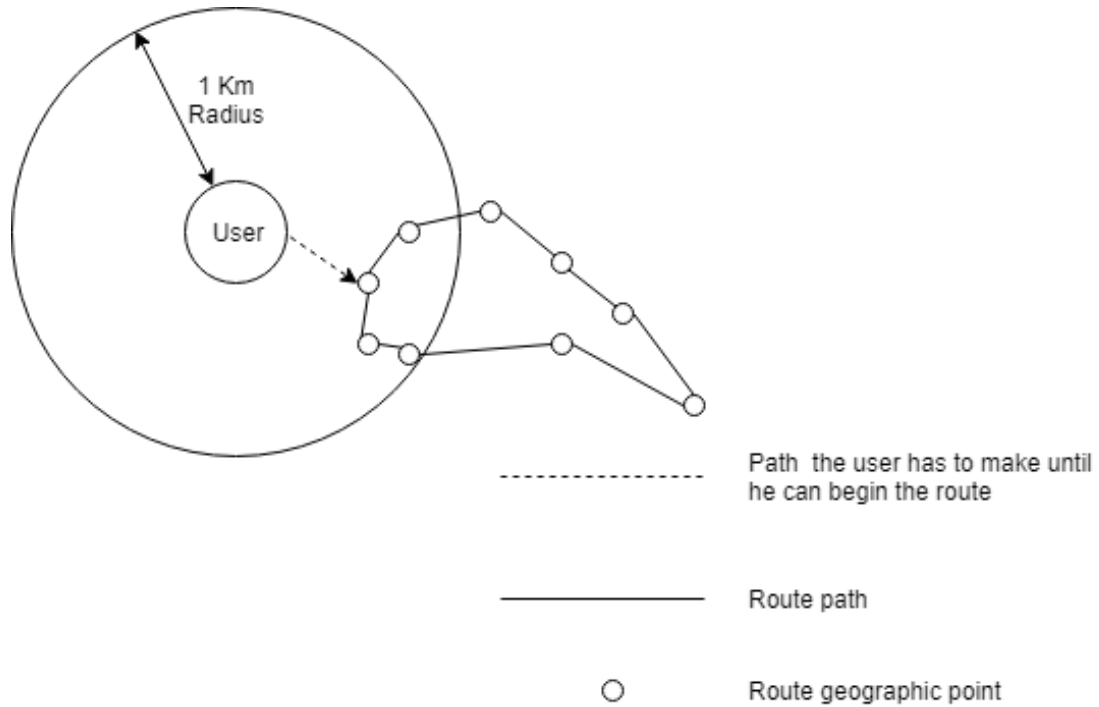 1 Km
Radius
User
Path  the user has to make until
he can begin the route
Route path
Route geographic point